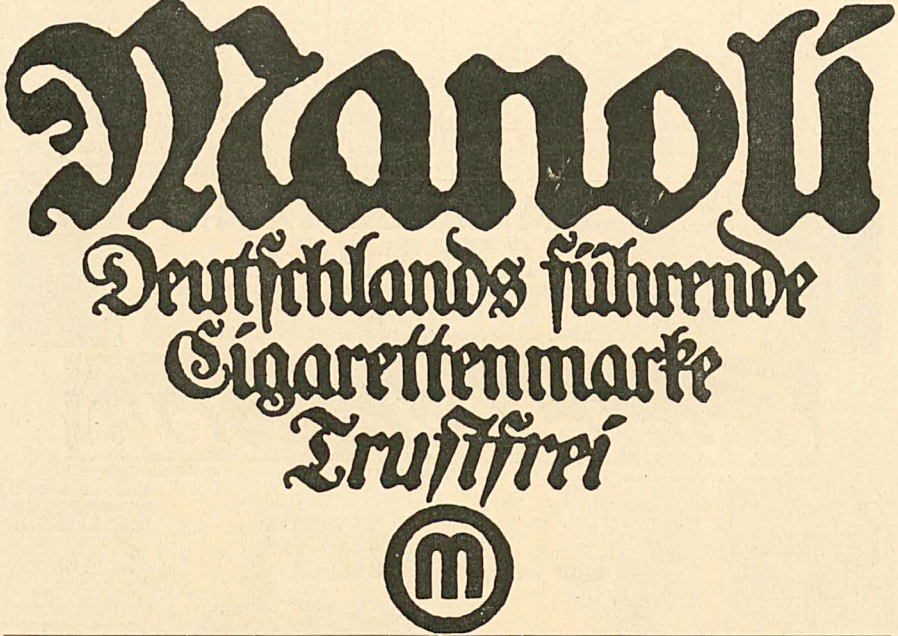 Manoli
Deutſchlands führende
Cigarettenmarke
Truſtfrei
m